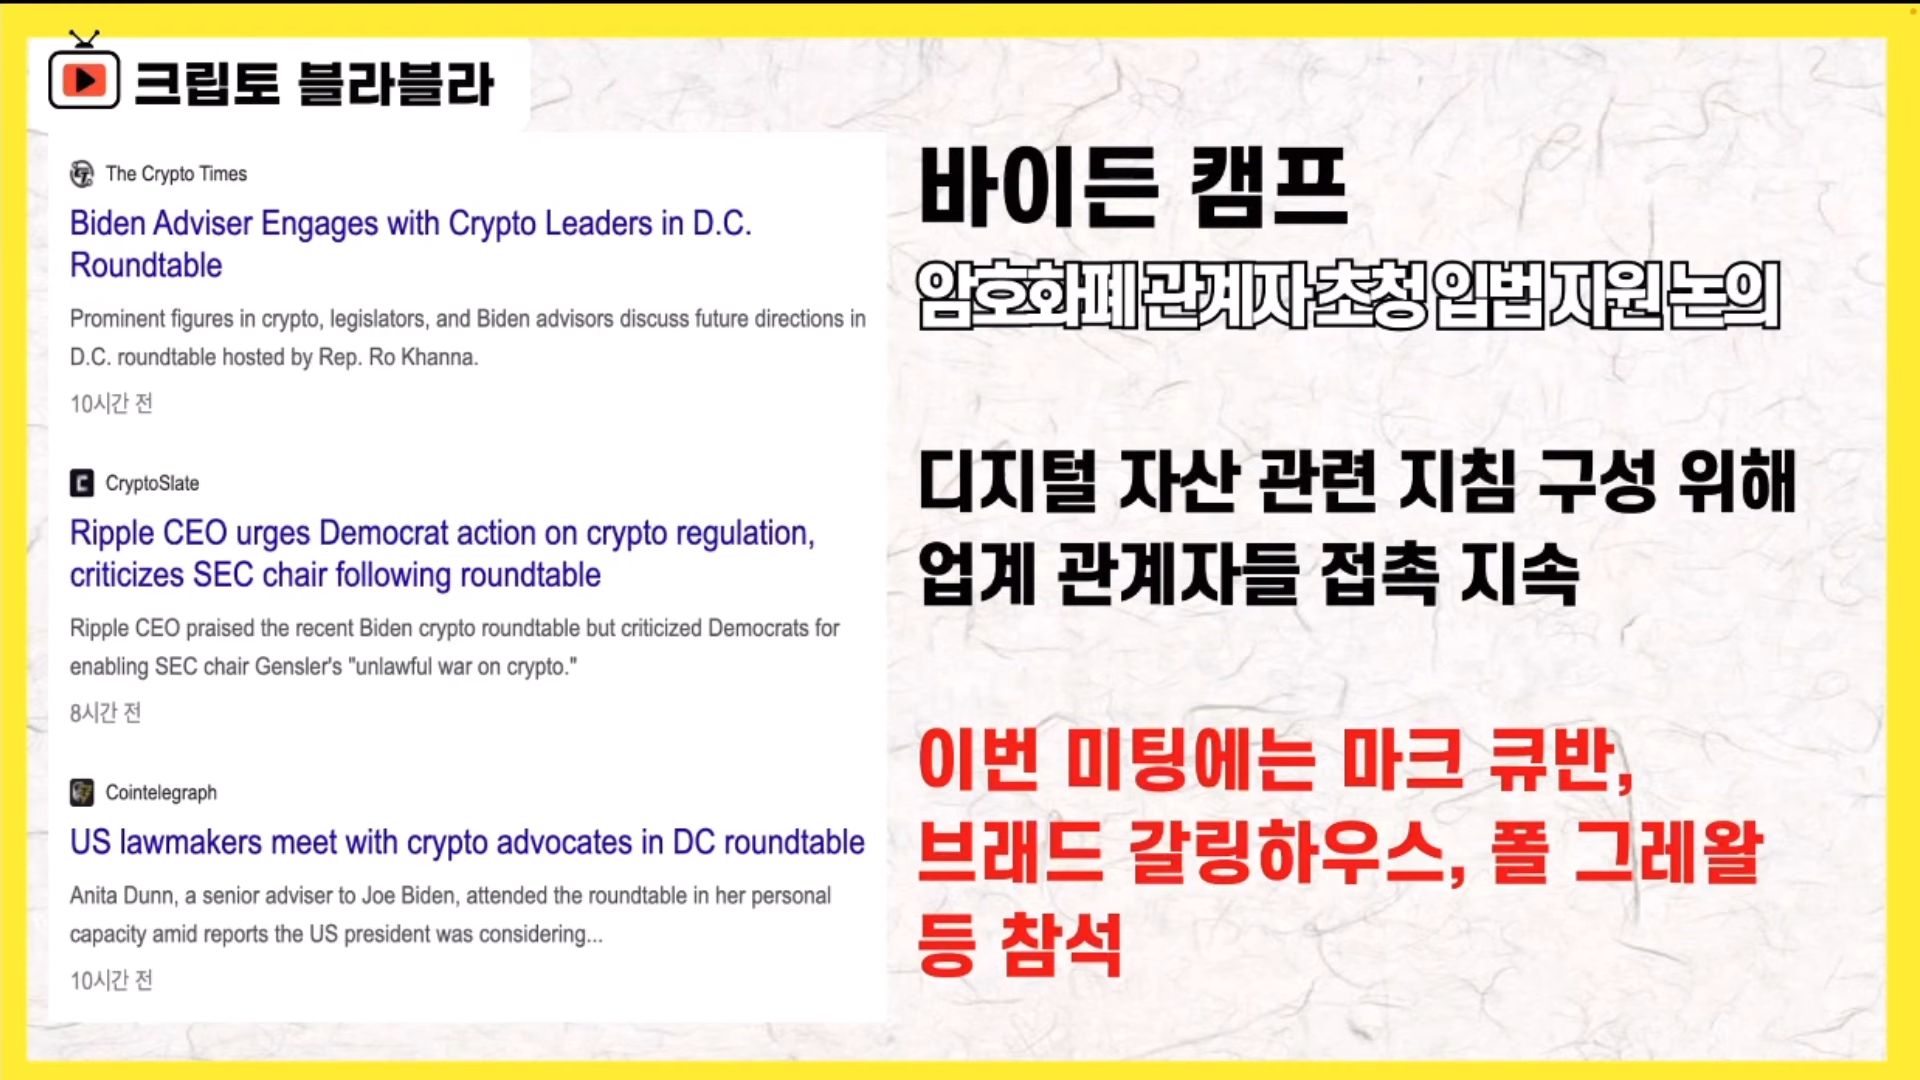 크립토 블라블라
The Crypto Times
Biden Adviser Engages with Crypto Leaders in D.C.
Roundtable
Prominent figures in crypto, legislators, and Biden advisors discuss future directions in
D.C. roundtable hosted by Rep. Ro Khanna.
10시간 전
CryptoSlate
Ripple CEO urges Democrat action on crypto regulation,
criticizes SEC chair following roundtable
Ripple CEO praised the recent Biden crypto roundtable but criticized Democrats for
enabling SEC chair Gensler's "unlawful war on crypto."
8시간 전
Cointelegraph
US lawmakers meet with crypto advocates in DC roundtable
Anita Dunn, a senior adviser to Joe Biden, attended the roundtable in her personal
capacity amid reports the US president was considering...
10시간 전
바이든 캠프
암호화폐 관계자 초청 입법 지원 논의
디지털 자산 관련 지침 구성 위해
업계 관계자들 접촉 지속
이번 미팅에는 마크 큐반,
브래드 갈링하우스, 폴 그레왈
등 참석